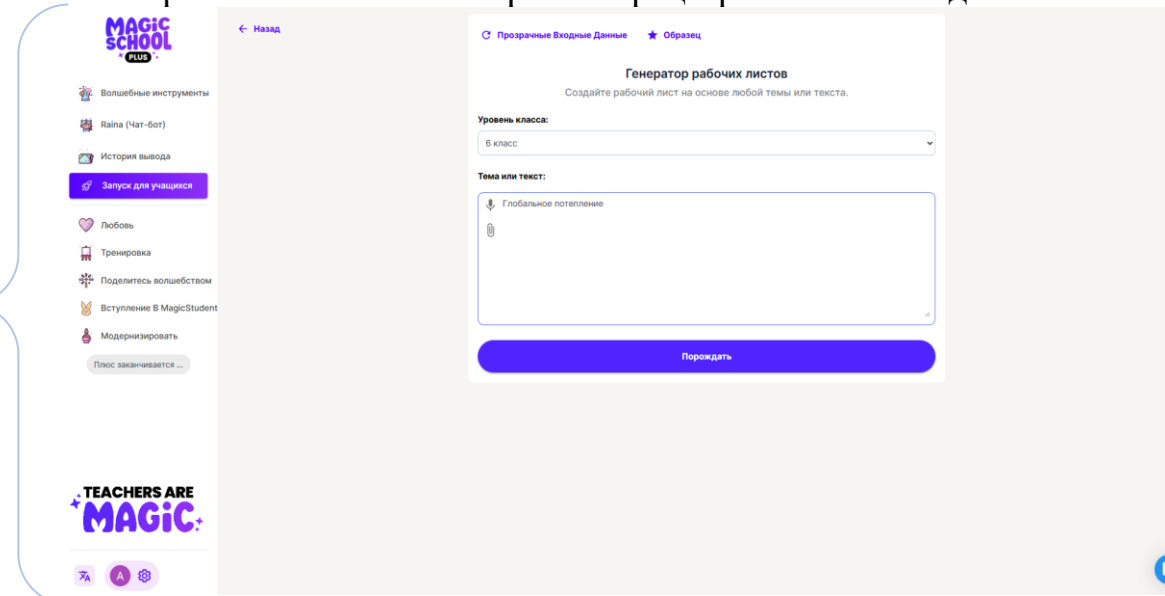 MAGiC
SCHOOL
PLUS
Волшебные инструменты
Raina (Чат-бот)
История вывода
Запуск для учащихся
Любовь
Тренировка
Поделитесь волшебством
Вступление В MagicStudent
Модернизировать
Плюс заканчивается ...
TEACHERS ARE
MAGiC
A
Назад
Прозрачные Входные Данные
Образец
Генератор рабочих листов
Создайте рабочий лист на основе любой темы или текста.
Уровень класса:
6 класс
Тема или текст:
Глобальное потепление
Порождать